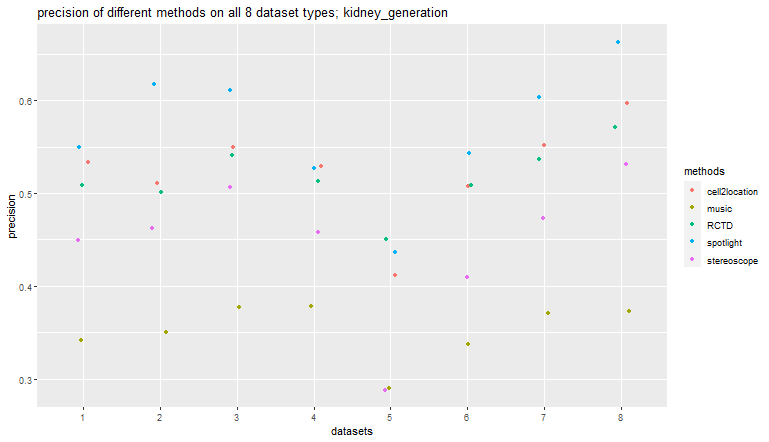 precision of different methods on all 8 dataset types; kidney_generation
precision
0.6
0.5
0.4
0.3
1 2 3 4 5 6 7 8
datasets
methods
cell2location
music
RCTD
spotlight
stereoscope